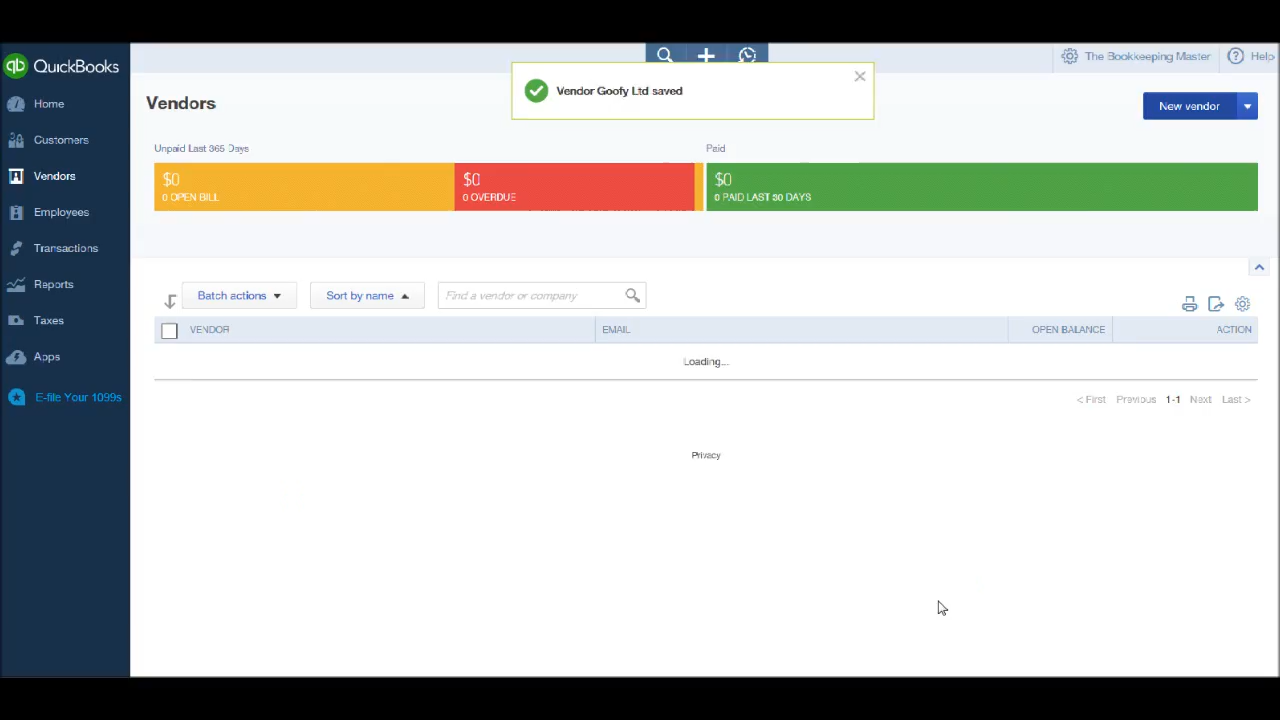 qb QuickBooks
The Bookkeeping Master
Help
Home
Customers
Vendors
Employees
Transactions
Reports
Taxes
Apps
E-file Your 1099s
Vendor Goofy Ltd saved
Vendors
New vendor
Unpaid Last 365 Days
Paid
$0
0 OPEN BILL
$0
0 OVERDUE
$0
0 PAID LAST 30 DAYS
Batch actions
Sort by name
Find a vendor or company
VENDOR EMAIL OPEN BALANCE ACTION
Loading...
< First Previous 1-1 Next Last >
Privacy